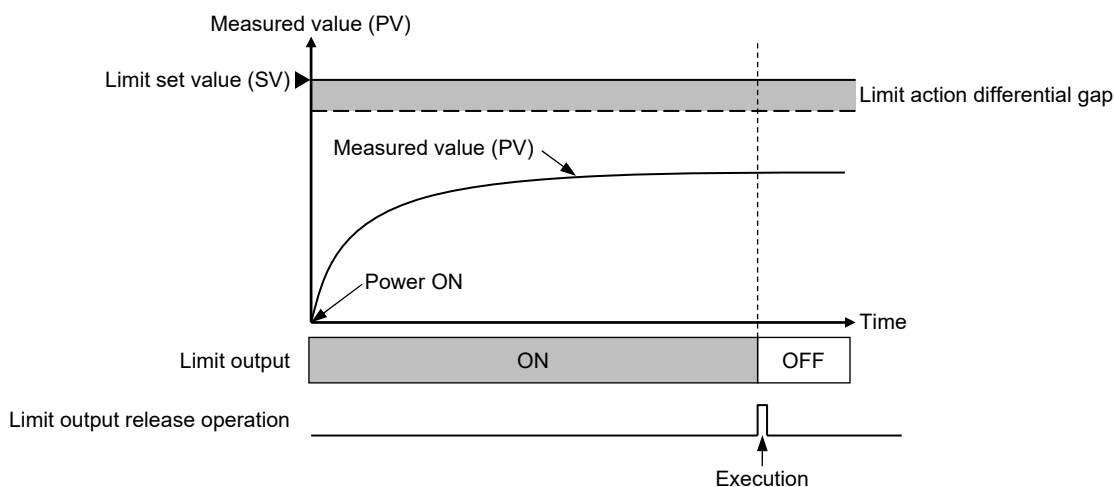 Measured value (PV)
Limit set value (SV)
Limit action differential gap
Measured value (PV)
Power ON
Time
Limit output
ON
OFF
Limit output release operation
Execution